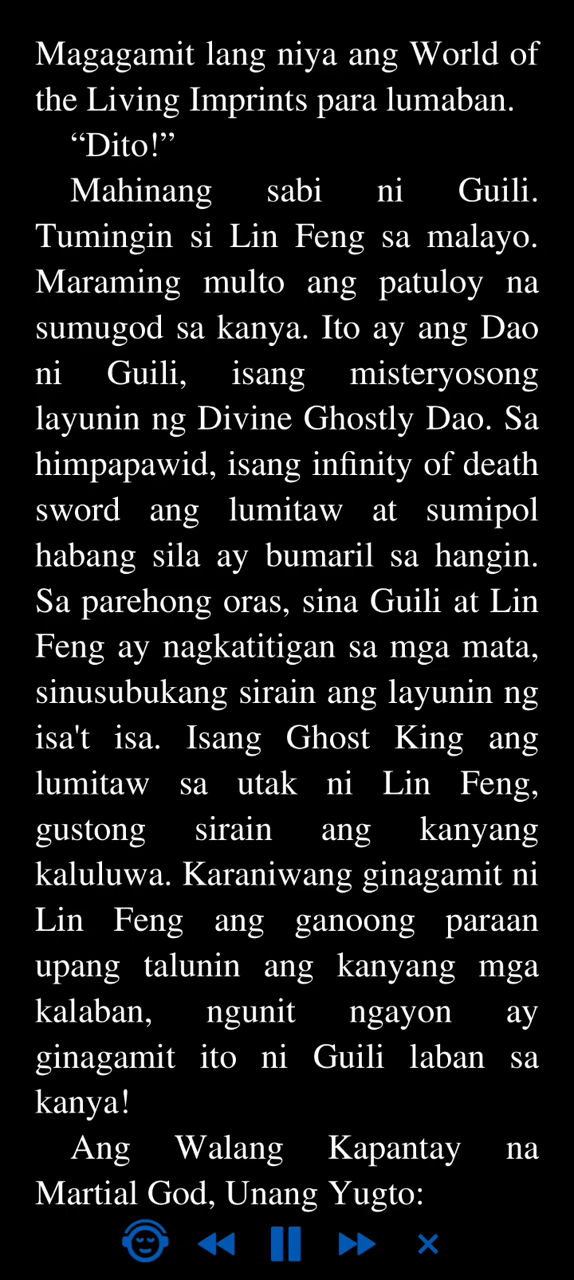 Magagamit lang niya ang World of
the Living Imprints para lumaban.
“Dito!”
Mahinang sabi ni Guili.
Tumingin si Lin Feng sa malayo.
Maraming multo ang patuloy na
sumugod sa kanya. Ito ay ang Dao
ni Guili, isang misteryosong
layunin ng Divine Ghostly Dao. Sa
himpapawid, isang infinity of death
sword ang lumitaw at sumipol
habang sila ay bumaril sa hangin.
Sa parehong oras, sina Guili at Lin
Feng ay nagkatitigan sa mga mata,
sinusubukang sirain ang layunin ng
isa't isa. Isang Ghost King ang
lumitaw sa utak ni Lin Feng,
gustong sirain ang kanyang
kaluluwa. Karaniwang ginagamit ni
Lin Feng ang ganoong paraan
upang talunin ang kanyang mga
kalaban, ngunit ngayon ay
ginagamit ito ni Guili laban sa
kanya!
Ang Walang Kapantay na
Martial God, Unang Yugto: